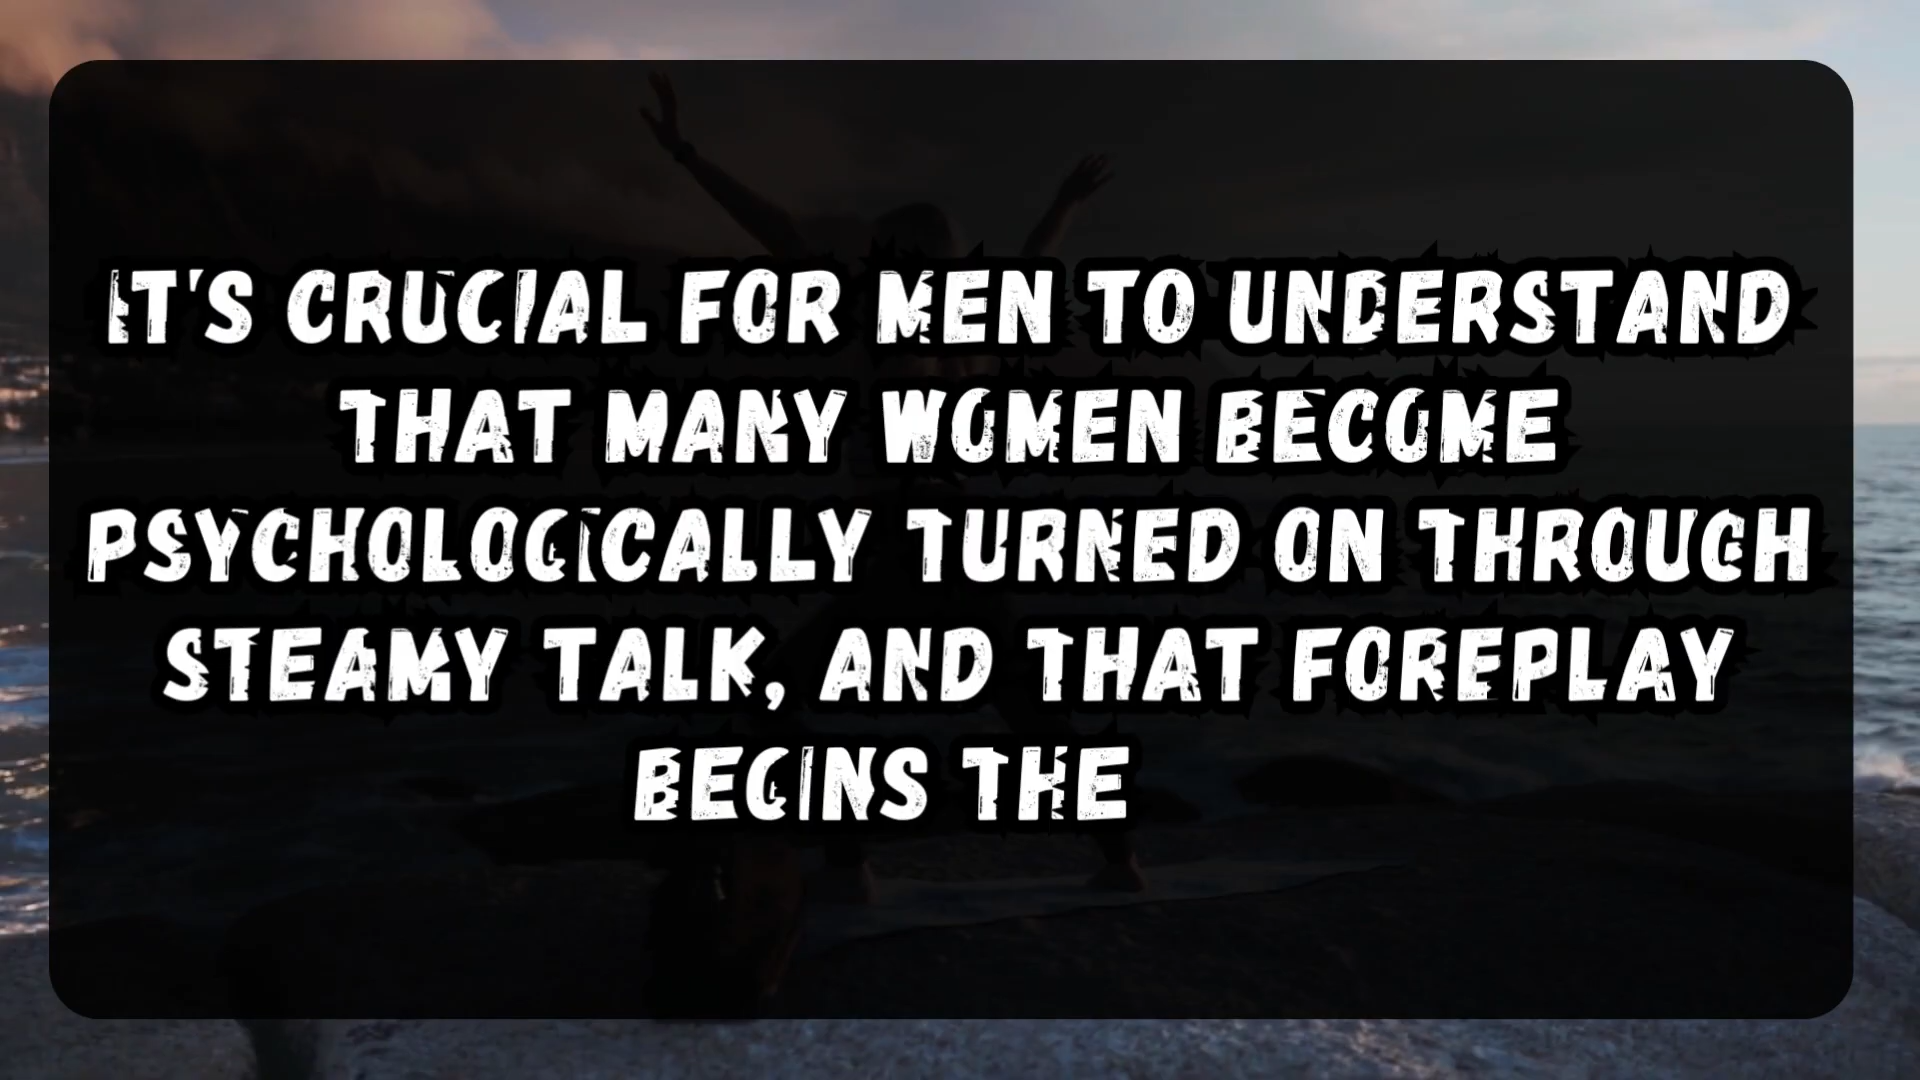 IT'S CRUCIAL FOR MEN TO UNDERSTAND
THAT MANY WOMEN BECOME
PSYCHOLOGICALLY TURNED ON THROUGH
STEAMY TALK, AND THAT FOREPLAY
BEGINS THE